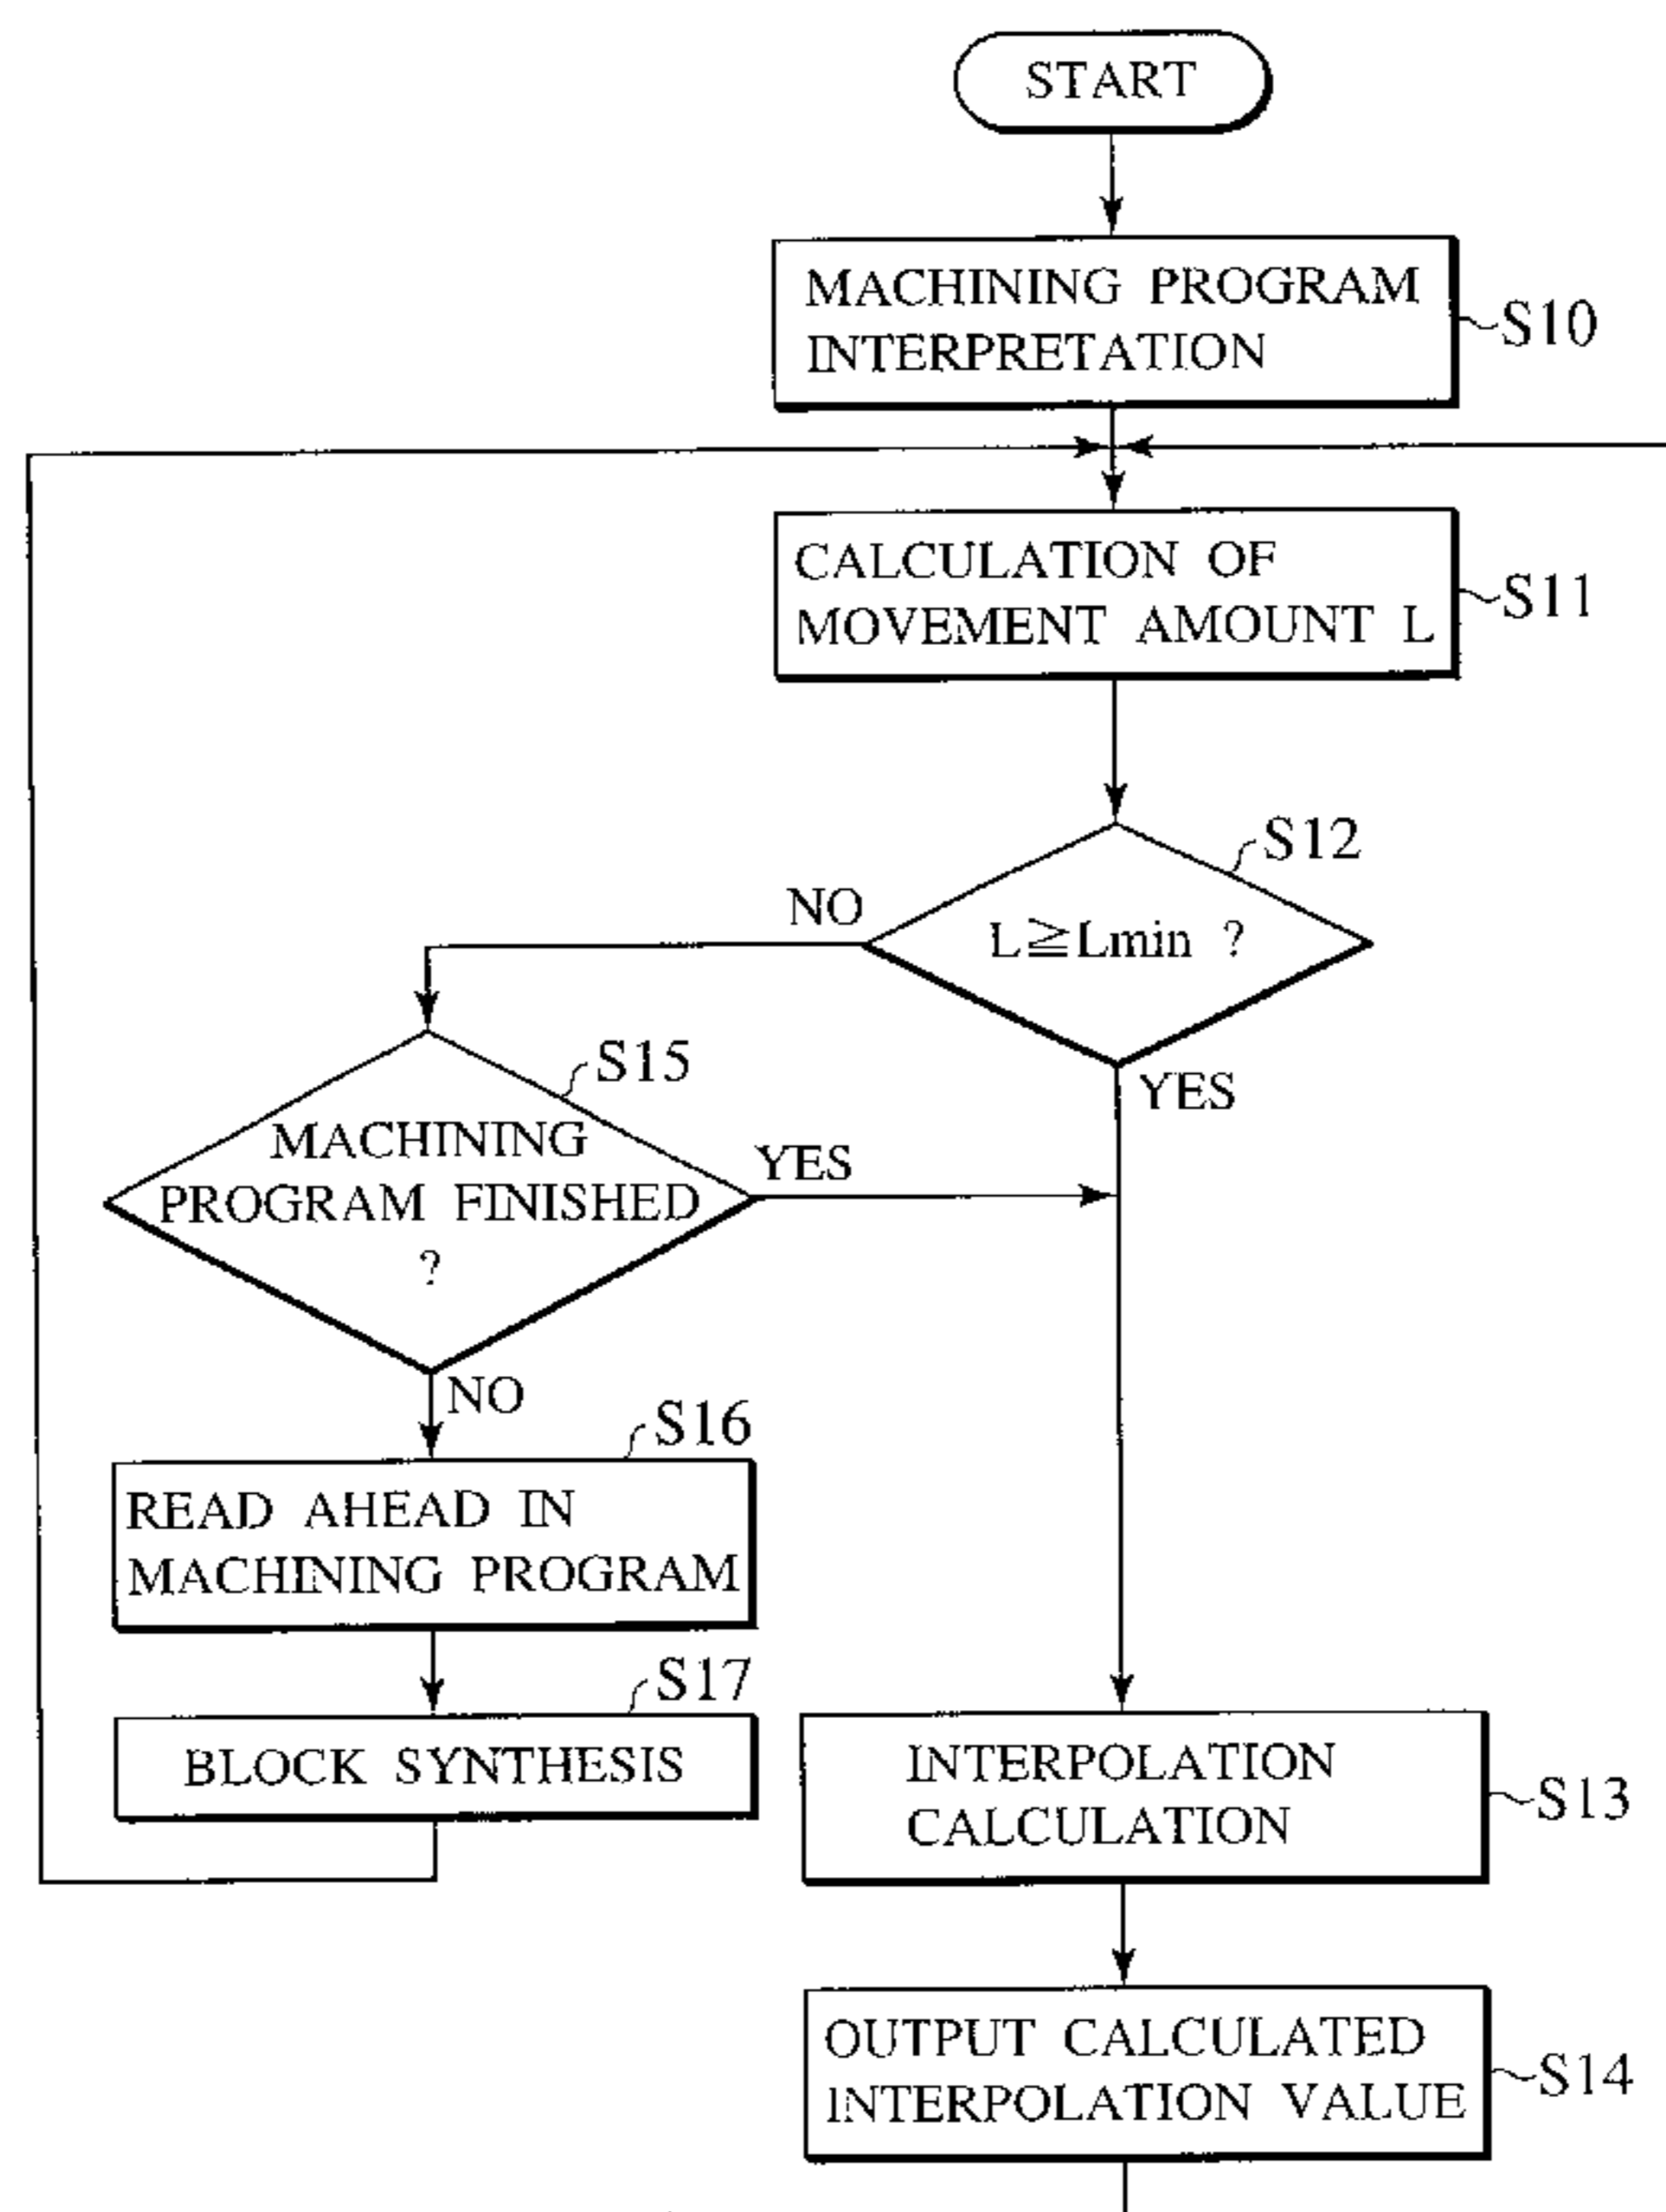 START
MACHINING PROGRAM
INTERPRETATION
S10
CALCULATION OF
MOVEMENT AMOUNT L
S11
S12
L≧Lmin ?
NO
YES
S15
MACHINING
PROGRAM FINISHED
?
YES
NO
S16
READ AHEAD IN
MACHINING PROGRAM
S17
BLOCK SYNTHESIS
INTERPOLATION
CALCULATION
S13
OUTPUT CALCULATED
INTERPOLATION VALUE
S14